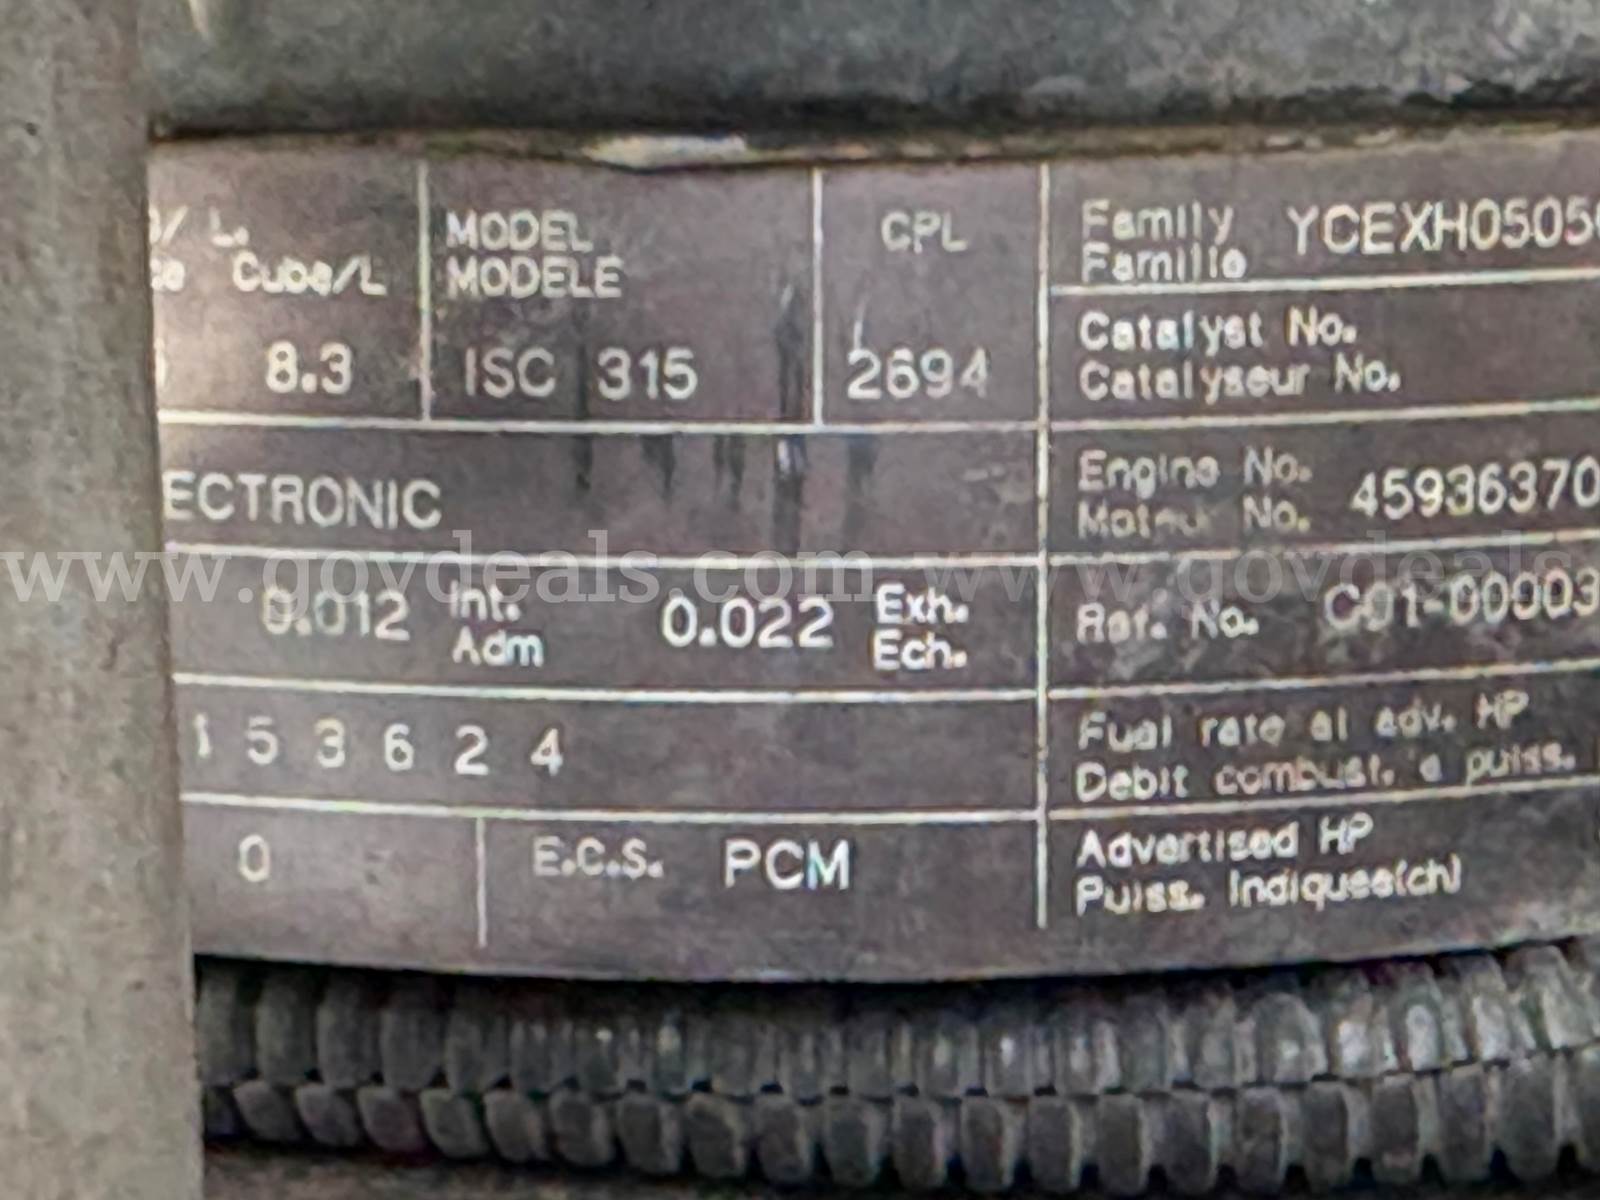 L. MODEL CPL Family YCEXH0505
Cube/L MODELE Famille
8.3 ISC 315 2694 Catalyst No.
Catalyseur No.
ECTRONIC Engine No. 45936370
Moteur No.
0.012 Int. 0.022 Exh. Ref. No. C01-00003
Adm Ech.
1 5 3 6 2 4 Fuel rate at adv. HP
Debit combust. a puiss.
0 E.C.S. PCM Advertised HP
Puiss. Indiquee(ch)
www.govdeals.com www.govdeals